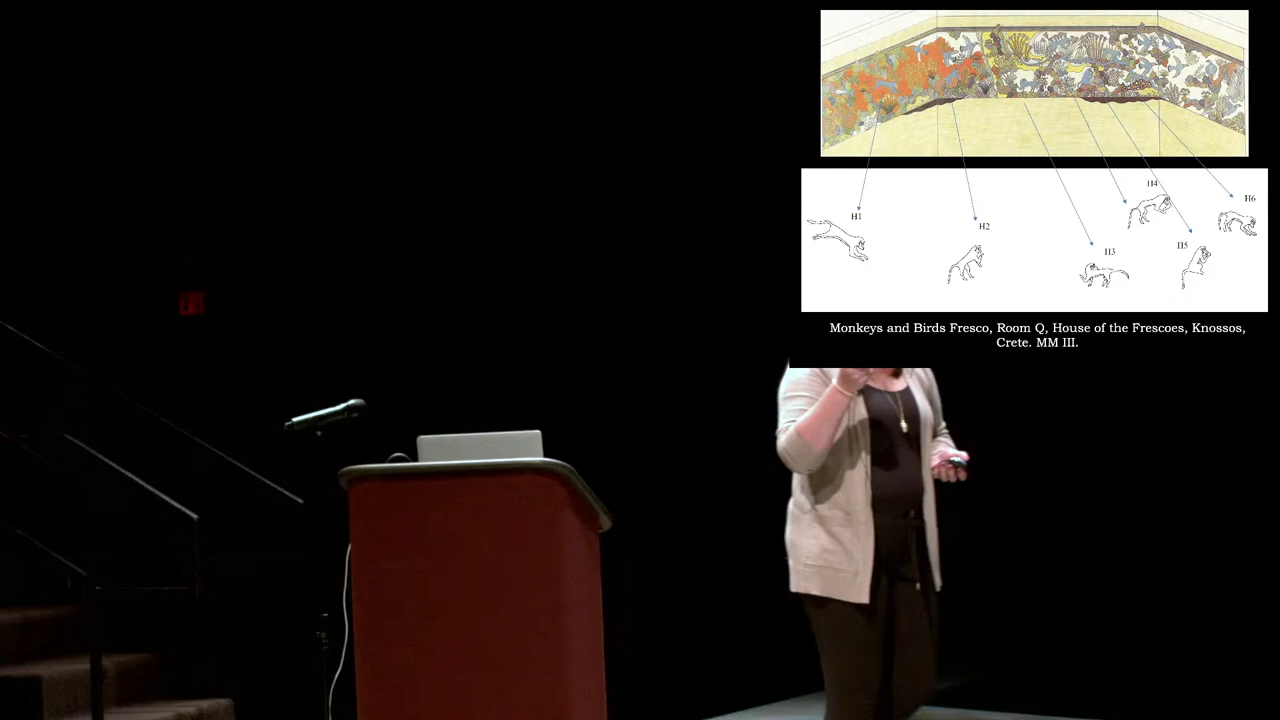 H4
H6
H1
H2
H5
H3
Monkeys and Birds Fresco, Room Q, House of the Frescoes, Knossos,
Crete. MM III.
EXIT